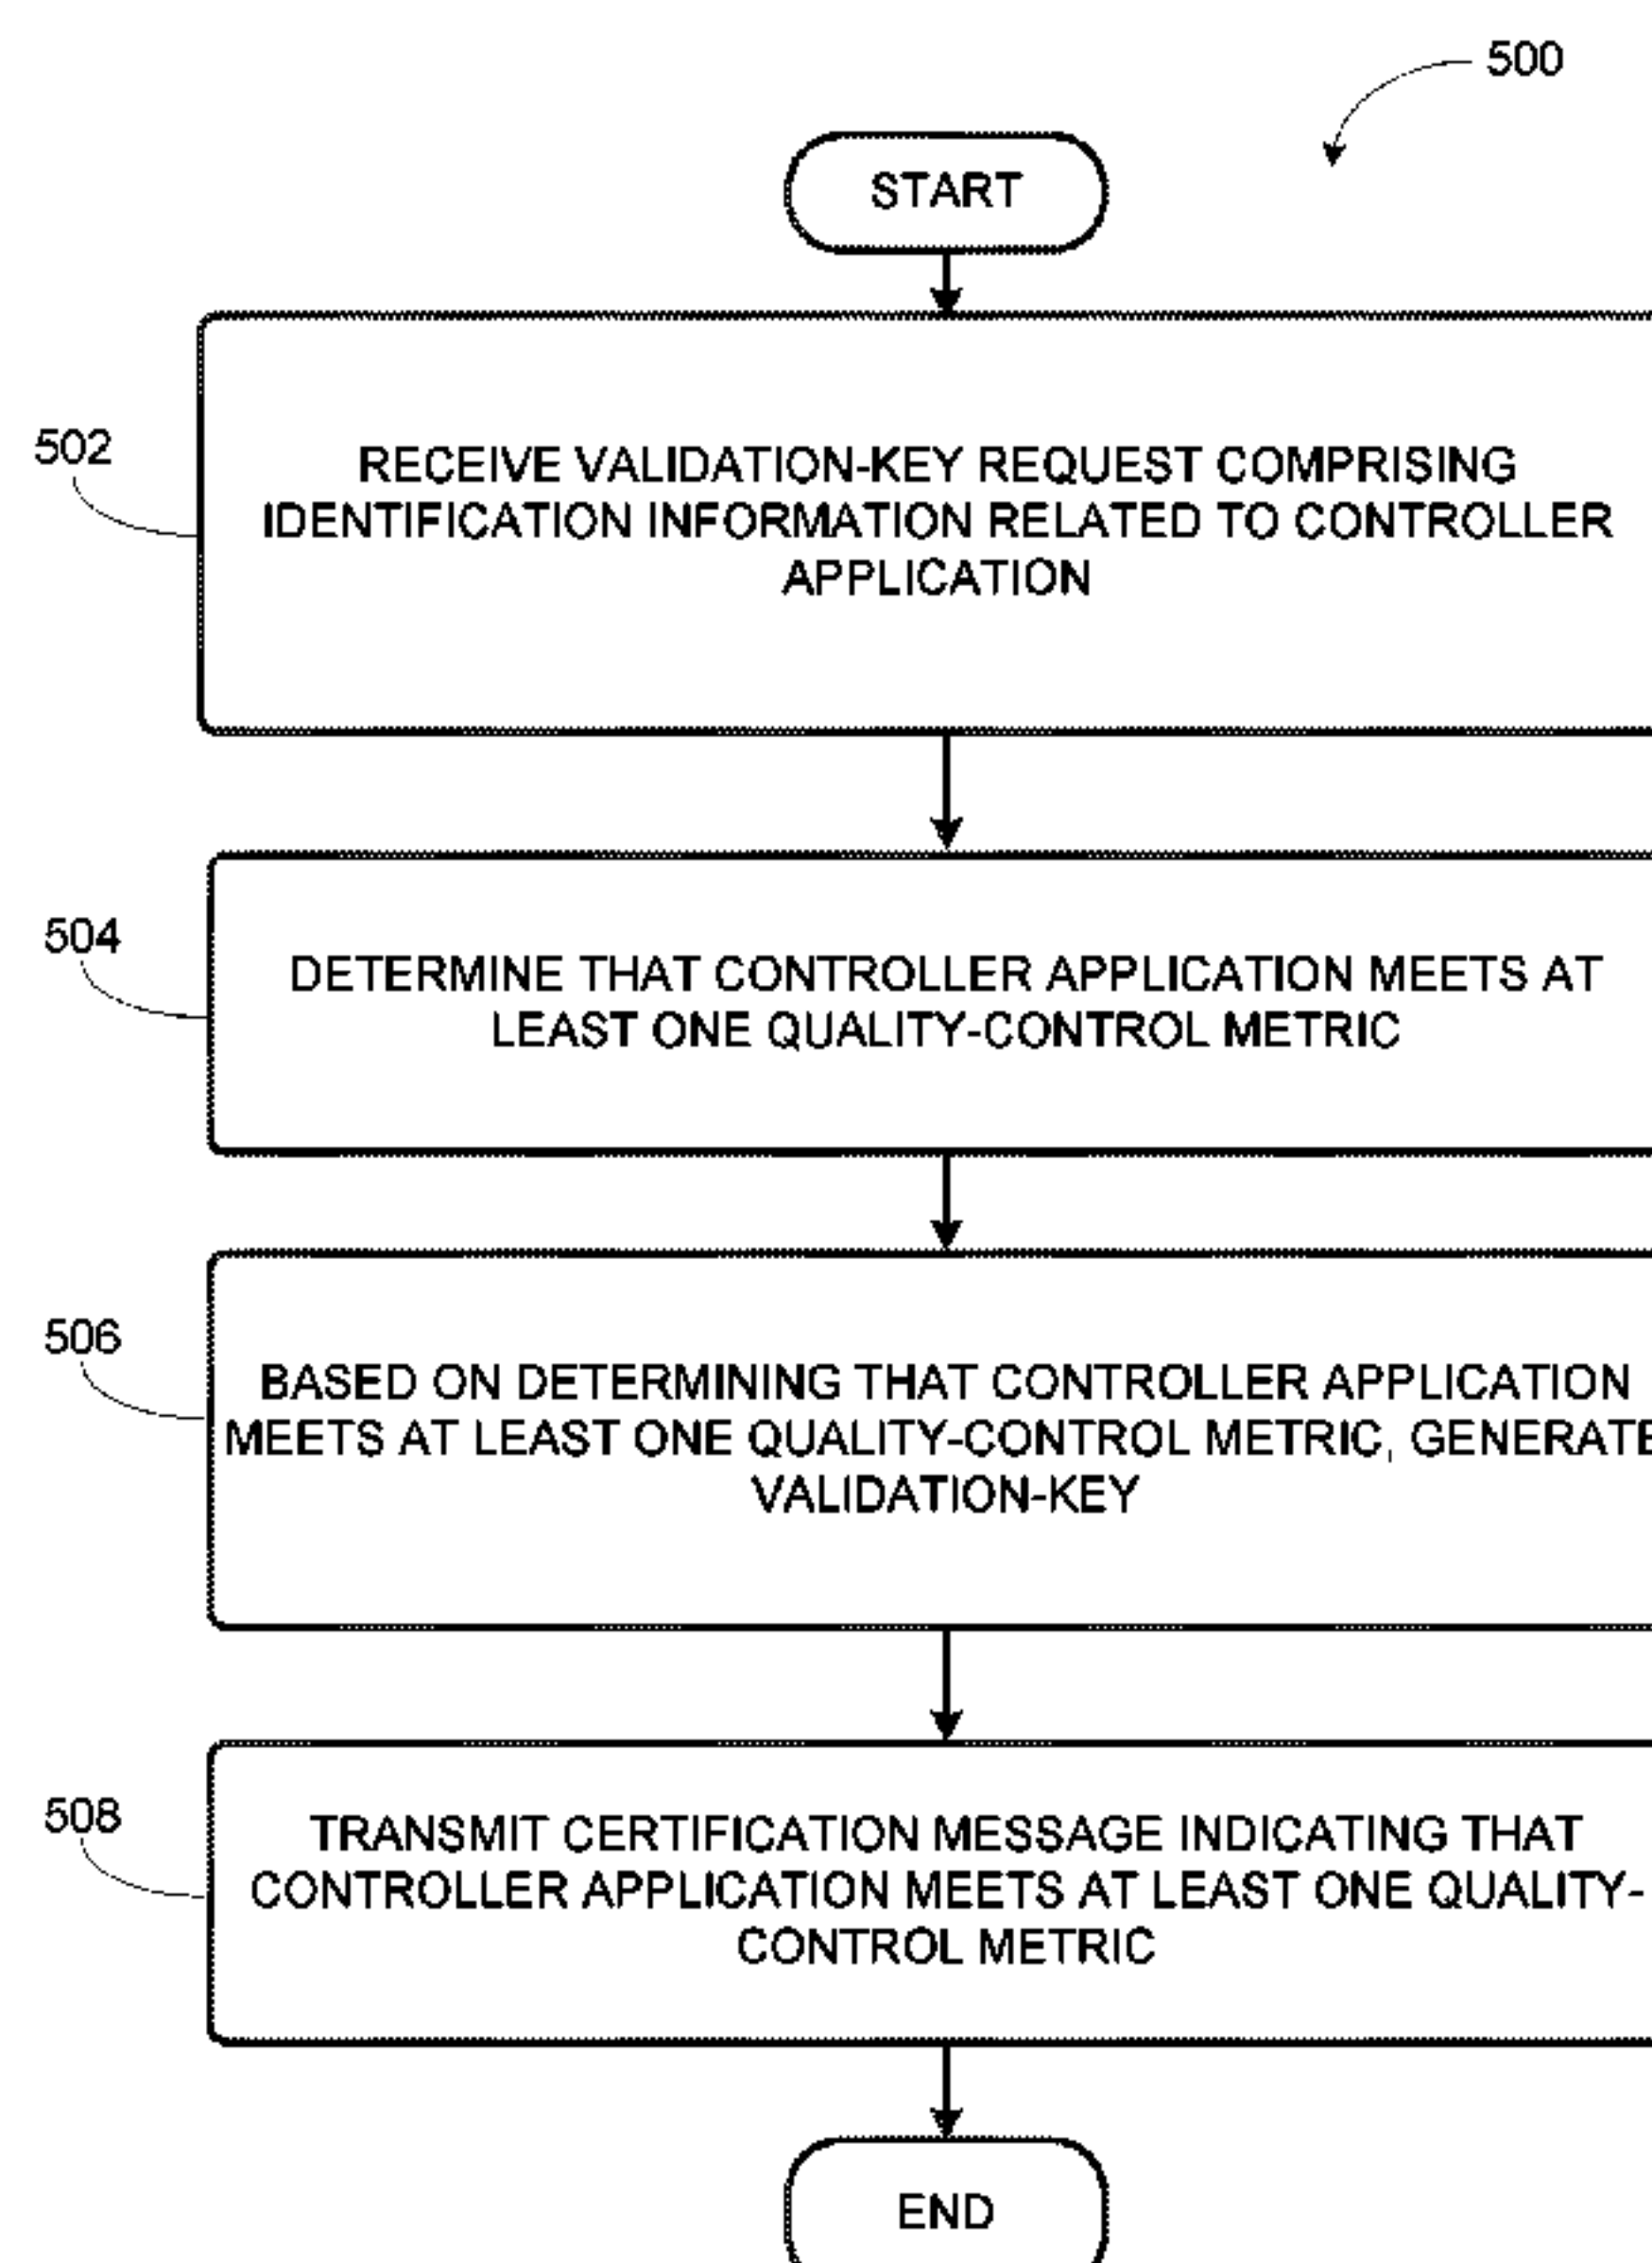 500
START
502
RECEIVE VALIDATION-KEY REQUEST COMPRISING
IDENTIFICATION INFORMATION RELATED TO CONTROLLER
APPLICATION
504
DETERMINE THAT CONTROLLER APPLICATION MEETS AT
LEAST ONE QUALITY-CONTROL METRIC
506
BASED ON DETERMINING THAT CONTROLLER APPLICATION
MEETS AT LEAST ONE QUALITY-CONTROL METRIC, GENERATE
VALIDATION-KEY
508
TRANSMIT CERTIFICATION MESSAGE INDICATING THAT
CONTROLLER APPLICATION MEETS AT LEAST ONE QUALITY-
CONTROL METRIC
END